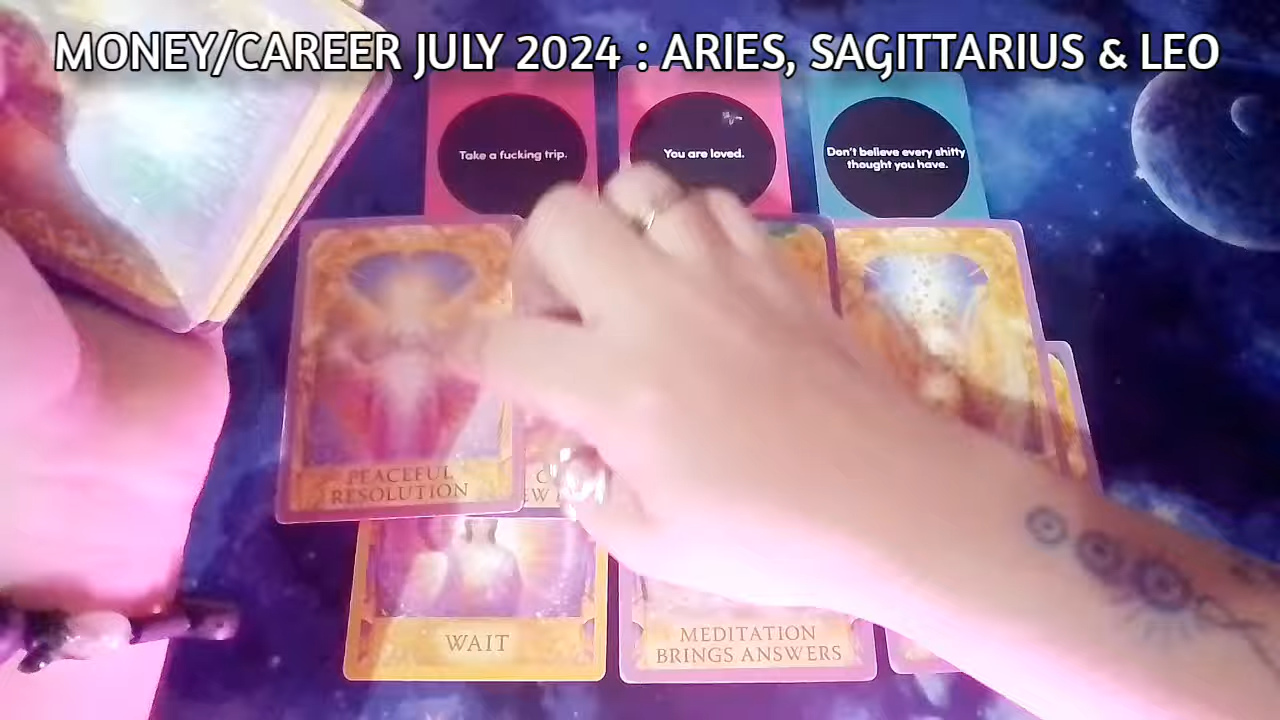 MONEY/CAREER JULY 2024 : ARIES, SAGITTARIUS & LEO
Take a fucking trip.
You are loved.
Don't believe every shitty
thought you have.
PEACEFUL
RESOLUTION
WAIT
MEDITATION
BRINGS ANSWERS